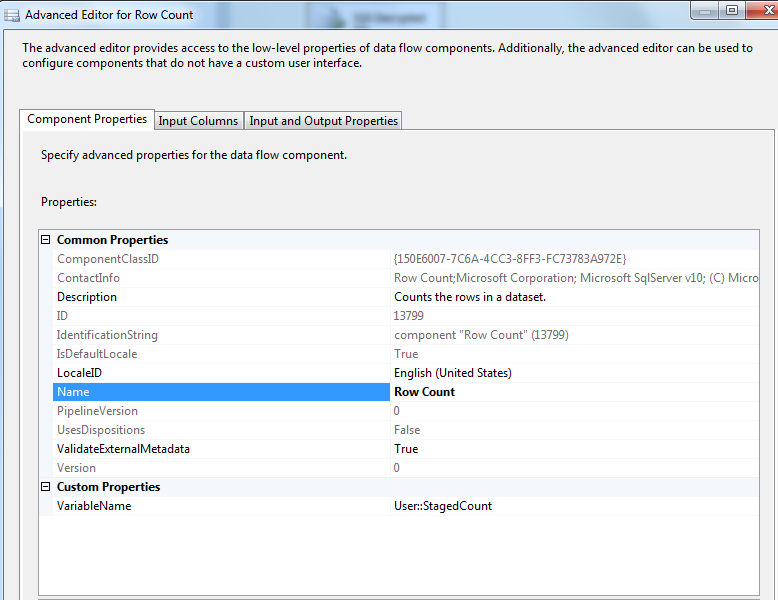 Advanced Editor for Row Count
The advanced editor provides access to the low-level properties of data flow components. Additionally, the advanced editor can be used to
configure components that do not have a custom user interface.
Component Properties Input Columns Input and Output Properties
Specify advanced properties for the data flow component.
Properties:
Common Properties
ComponentClassID {150E6007-7C6A-4CC3-8FF3-FC73783A972E}
ContactInfo Row Count;Microsoft Corporation; Microsoft SqlServer v10; (C) Micro
Description Counts the rows in a dataset.
ID 13799
IdentificationString component "Row Count" (13799)
IsDefaultLocale True
LocaleID English (United States)
Name Row Count
PipelineVersion 0
UsesDispositions False
ValidateExternalMetadata True
Version 0
Custom Properties
VariableName User::StagedCount